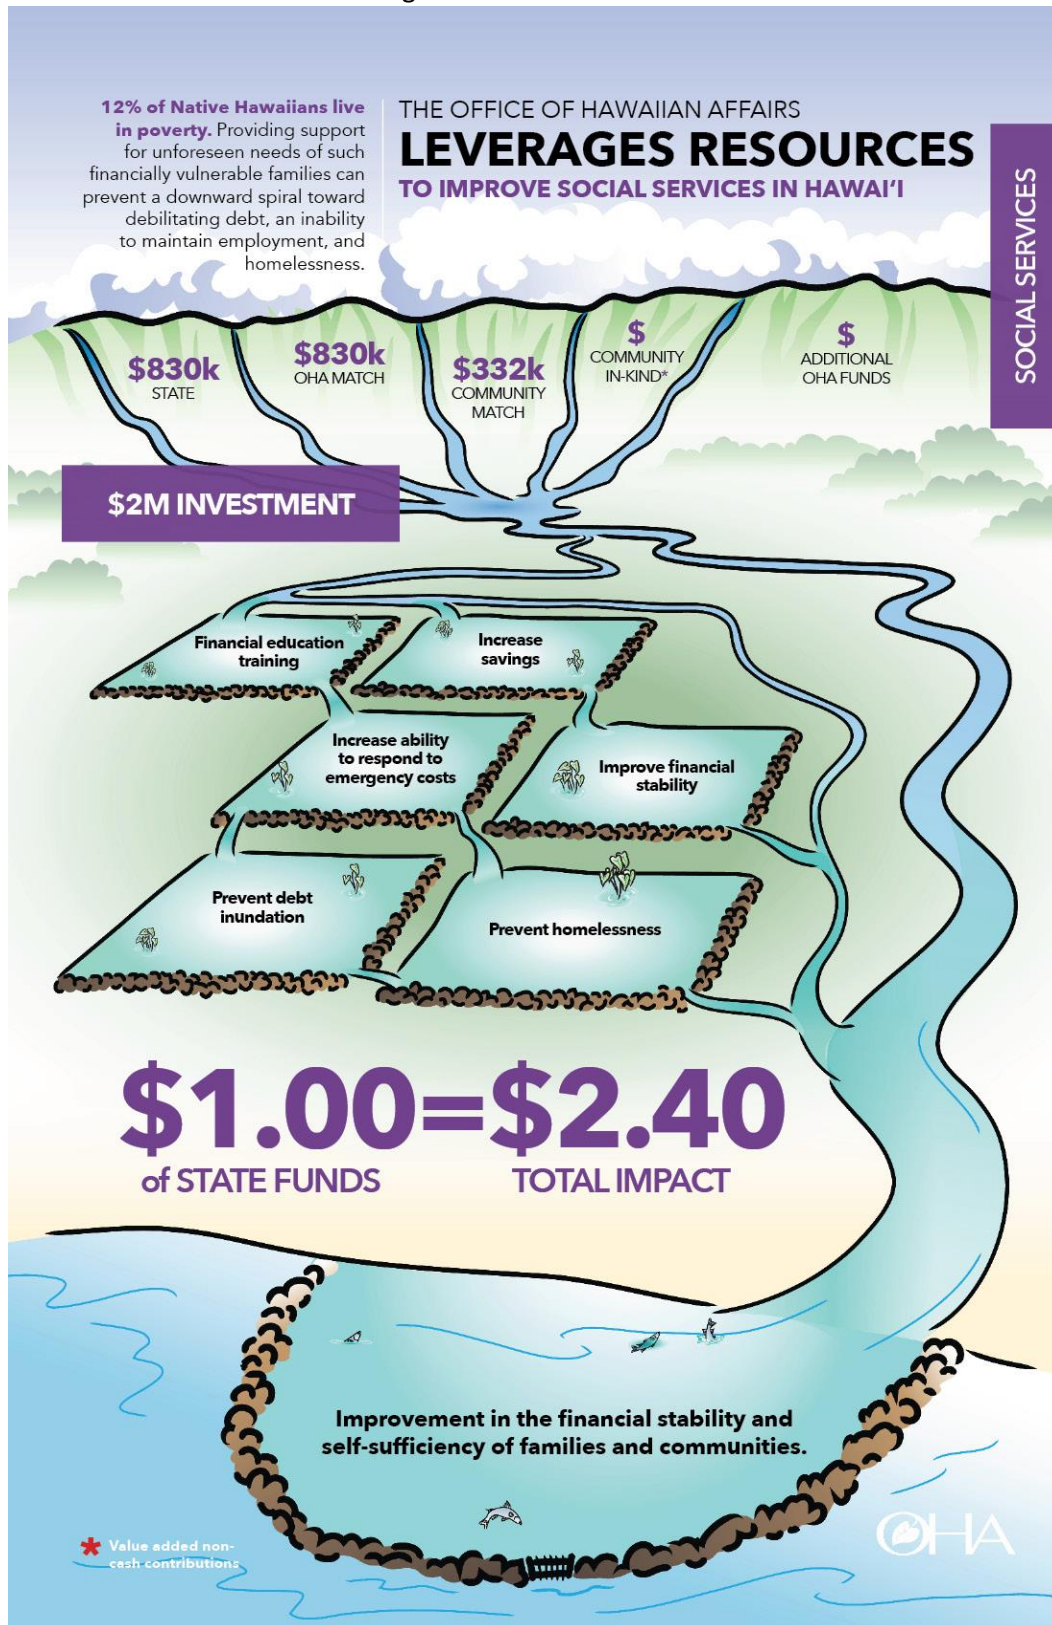 12% of Native Hawaiians live
in poverty. Providing support
for unforeseen needs of such
financially vulnerable families can
prevent a downward spiral toward
debilitating debt, an inability
to maintain employment, and
homelessness.
THE OFFICE OF HAWAIIAN AFFAIRS
LEVERAGES RESOURCES
TO IMPROVE SOCIAL SERVICES IN HAWAI‘I
SOCIAL SERVICES
$830k
STATE
$830k
OHA MATCH
$332k
COMMUNITY
MATCH
$
COMMUNITY
IN-KIND*
$
ADDITIONAL
OHA FUNDS
$2M INVESTMENT
Financial education
training
Increase
savings
Increase ability
to respond to
emergency costs
Improve financial
stability
Prevent debt
inundation
Prevent homelessness
$1.00=$2.40
of STATE FUNDS
TOTAL IMPACT
Improvement in the financial stability and
self-sufficiency of families and communities.
* Value added non-
cash contributions
OHA